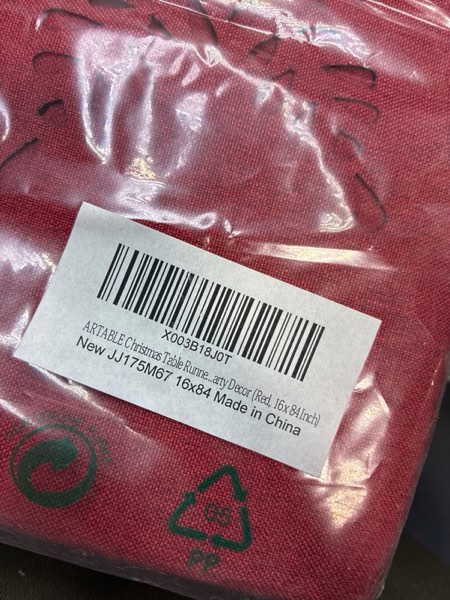 X003B18J0T
ARTABLE Christmas Table Runne...arty Decor (Red, 16 x 84 Inch)
New JJ175M67 16x84 Made in China
05
PP